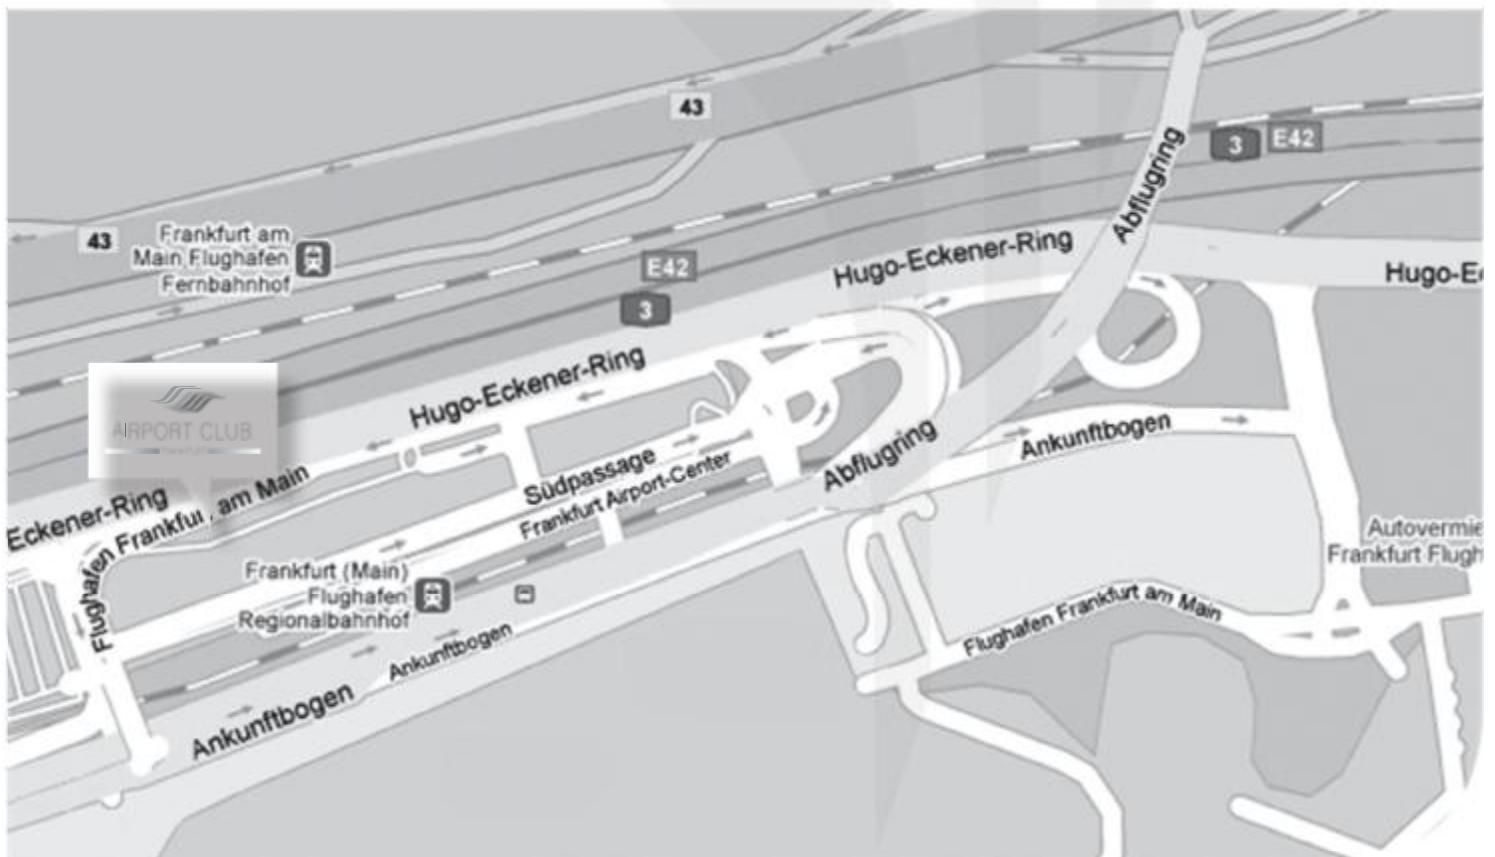 43
3
E42
Abflugring
43
Frankfurt am
Main Flughafen
Fernbahnhof
E42
3
Hugo-Eckener-Ring
Hugo-E
Hugo-Eckener-Ring
AIRPORT CLUB
Eckener-Ring
Flughafen Frankfu am Main
Südpassage
Frankfurt Airport-Center
Abflugring
Ankunftbogen
Autovermie
Frankfurt Flugh
Frankfurt (Main)
Flughafen
Regionalbahnhof
Ankunftbogen
Flughafen Frankfurt am Main
Ankunftbogen